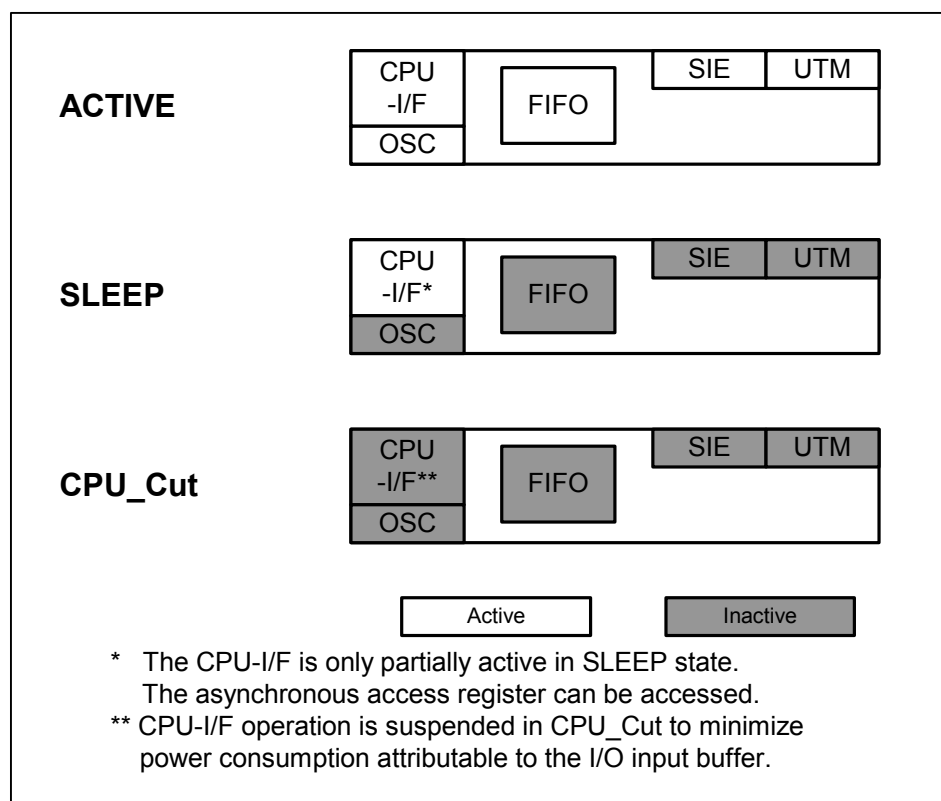 ACTIVE
CPU
-I/F
OSC
FIFO
SIE
UTM
SLEEP
CPU
-I/F*
OSC
FIFO
SIE
UTM
CPU_Cut
CPU
-I/F**
OSC
FIFO
SIE
UTM
Active
Inactive
* The CPU-I/F is only partially active in SLEEP state.
The asynchronous access register can be accessed.
** CPU-I/F operation is suspended in CPU_Cut to minimize
power consumption attributable to the I/O input buffer.